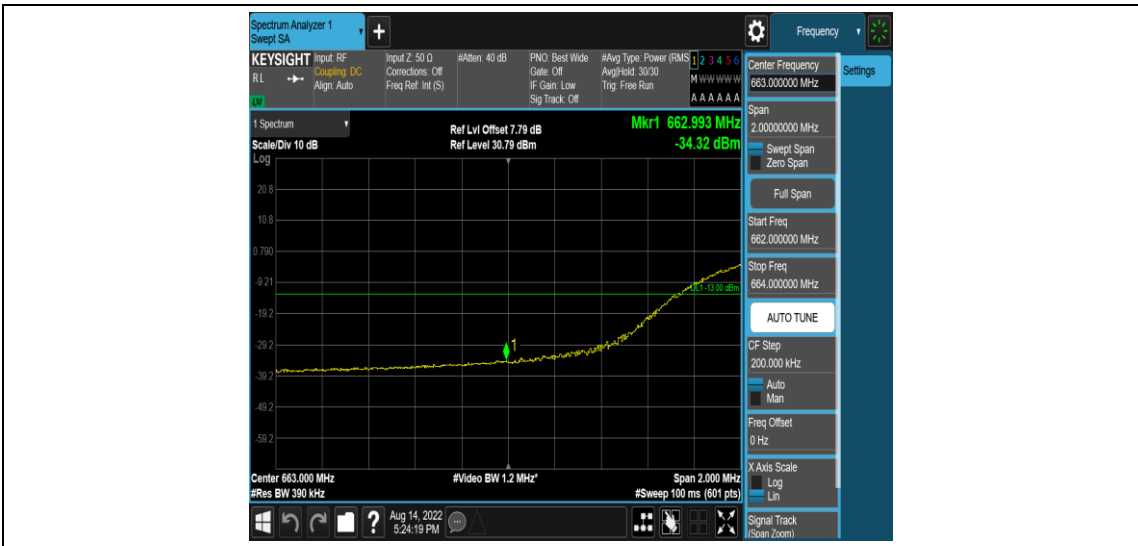 Spectrum Analyzer 1
Swept SA
Frequency
KEYSIGHT
RL
LXI
Input: RF
Coupling: DC
Align: Auto
Input Z: 50 Ω
Corrections: Off
Freq Ref: Int (S)
#Atten: 40 dB
PNO: Best Wide
Gate: Off
IF Gain: Low
Sig Track: Off
#Avg Type: Power (RMS
Avg|Hold: 30/30
Trig: Free Run
1 2 3 4 5 6
M W W W W W
A A A A A A
1 Spectrum
Scale/Div 10 dB
Log
Ref Lvl Offset 7.79 dB
Ref Level 30.79 dBm
Mkr1 662.993 MHz
-34.32 dBm
20.8
10.8
0.790
-9.21
-19.2
-29.2
-39.2
-49.2
-59.2
DL1 -13.00 dBm
1
Center 663.000 MHz
#Res BW 390 kHz
#Video BW 1.2 MHz*
Span 2.000 MHz
#Sweep 100 ms (601 pts)
Aug 14, 2022
5:24:19 PM
Center Frequency
663.000000 MHz
Settings
Span
2.00000000 MHz
Swept Span
Zero Span
Full Span
Start Freq
662.000000 MHz
Stop Freq
664.000000 MHz
AUTO TUNE
CF Step
200.000 kHz
Auto
Man
Freq Offset
0 Hz
X Axis Scale
Log
Lin
Signal Track
(Span Zoom)